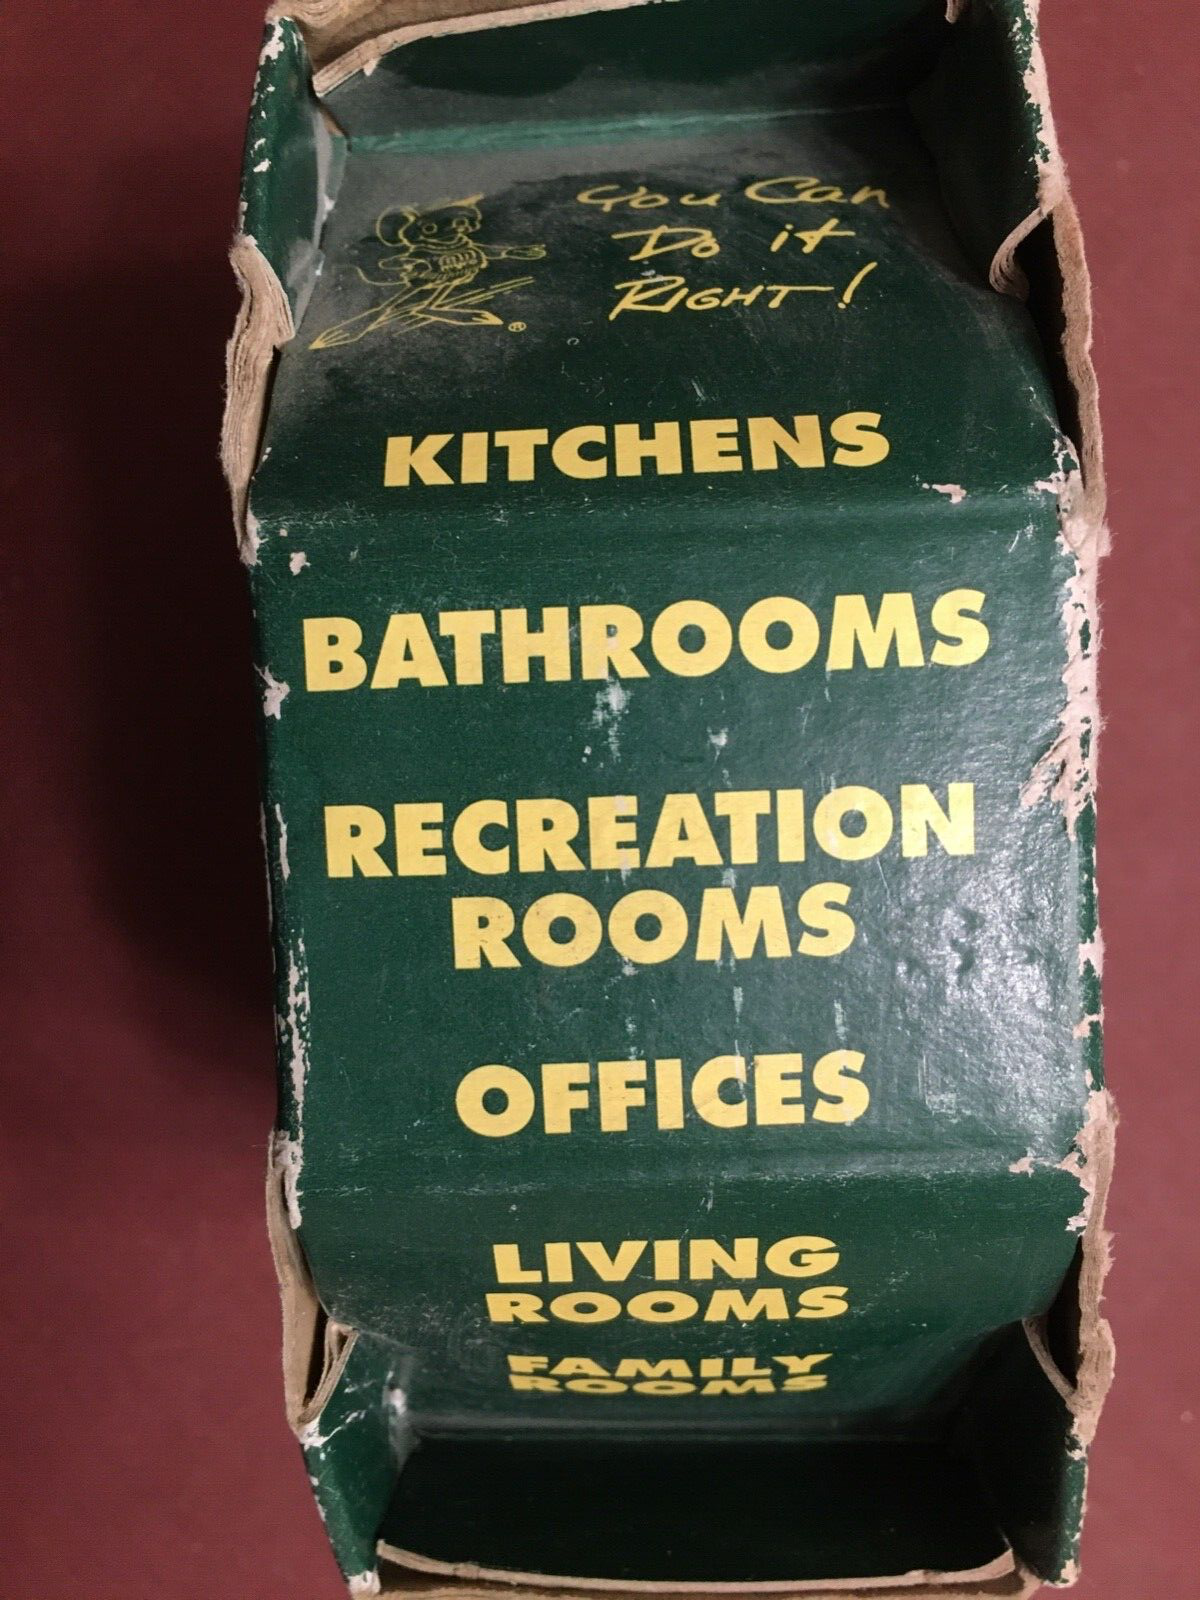 You Can
Do it
RIGHT!
®
KITCHENS
BATHROOMS
RECREATION
ROOMS
OFFICES
LIVING
ROOMS
FAMILY
ROOMS